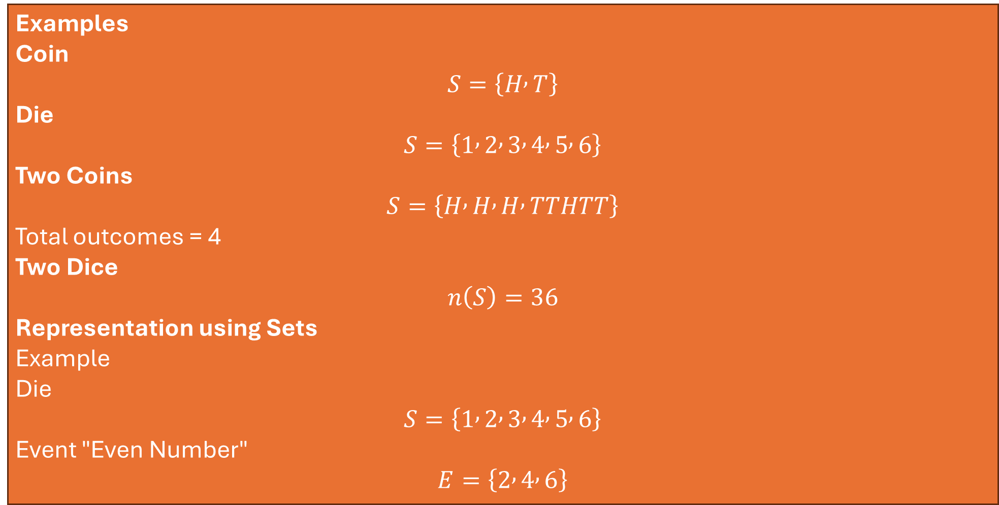 Examples
Coin
S = {H, T}
Die
S = {1, 2, 3, 4, 5, 6}
Two Coins
S = {H, H, H, TTHTT}
Total outcomes = 4
Two Dice
n(S) = 36
Representation using Sets
Example
Die
S = {1, 2, 3, 4, 5, 6}
Event "Even Number"
E = {2, 4, 6}